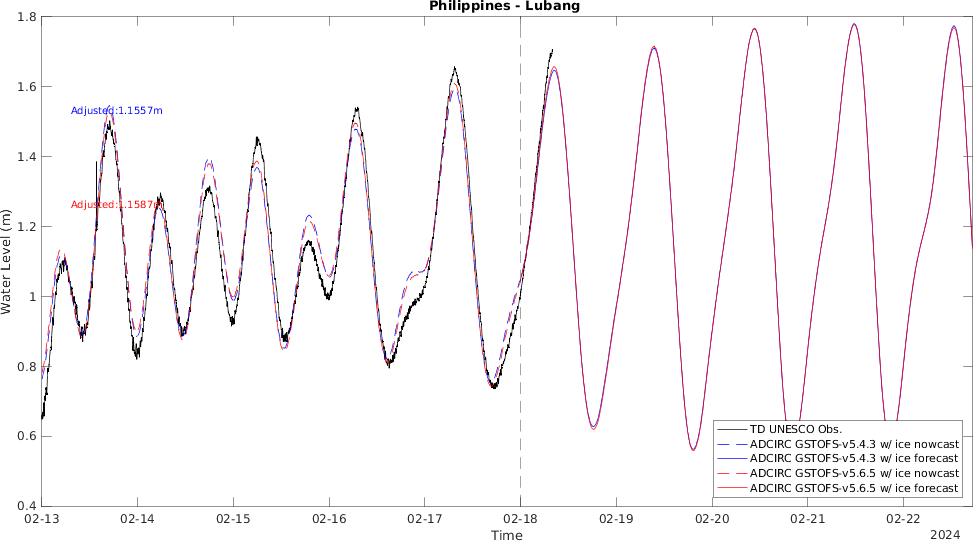 Philippines - Lubang
1.8
1.6
1.4
1.2
1
0.8
0.6
0.4
Water Level (m)
Adjusted:1.1557m
Adjusted:1.1587m
TD UNESCO Obs.
ADCIRC GSTOFS-v5.4.3 w/ ice nowcast
ADCIRC GSTOFS-v5.4.3 w/ ice forecast
ADCIRC GSTOFS-v5.6.5 w/ ice nowcast
ADCIRC GSTOFS-v5.6.5 w/ ice forecast
02-13 02-14 02-15 02-16 02-17 02-18 02-19 02-20 02-21 02-22
Time
2024